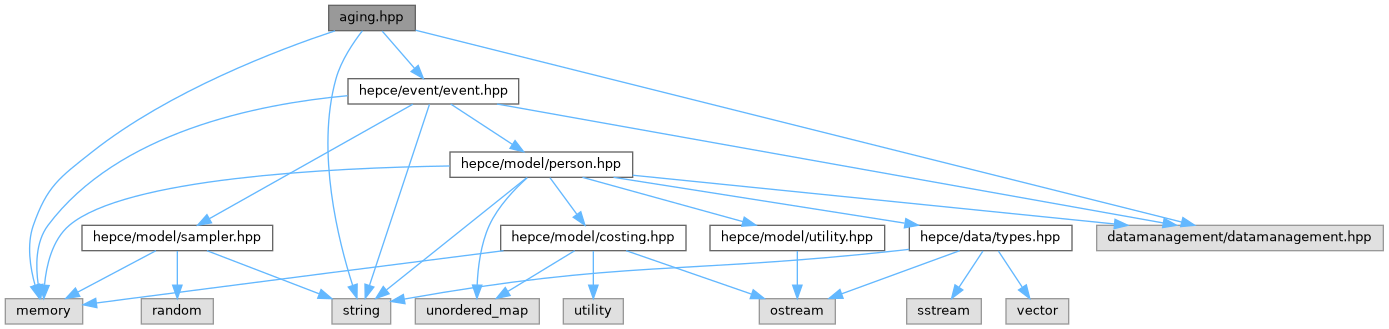 aging.hpp
hepce/event/event.hpp
hepce/model/person.hpp
hepce/model/sampler.hpp
hepce/model/costing.hpp
hepce/model/utility.hpp
hepce/data/types.hpp
datamanagement/datamanagement.hpp
memory
random
string
unordered_map
utility
ostream
sstream
vector